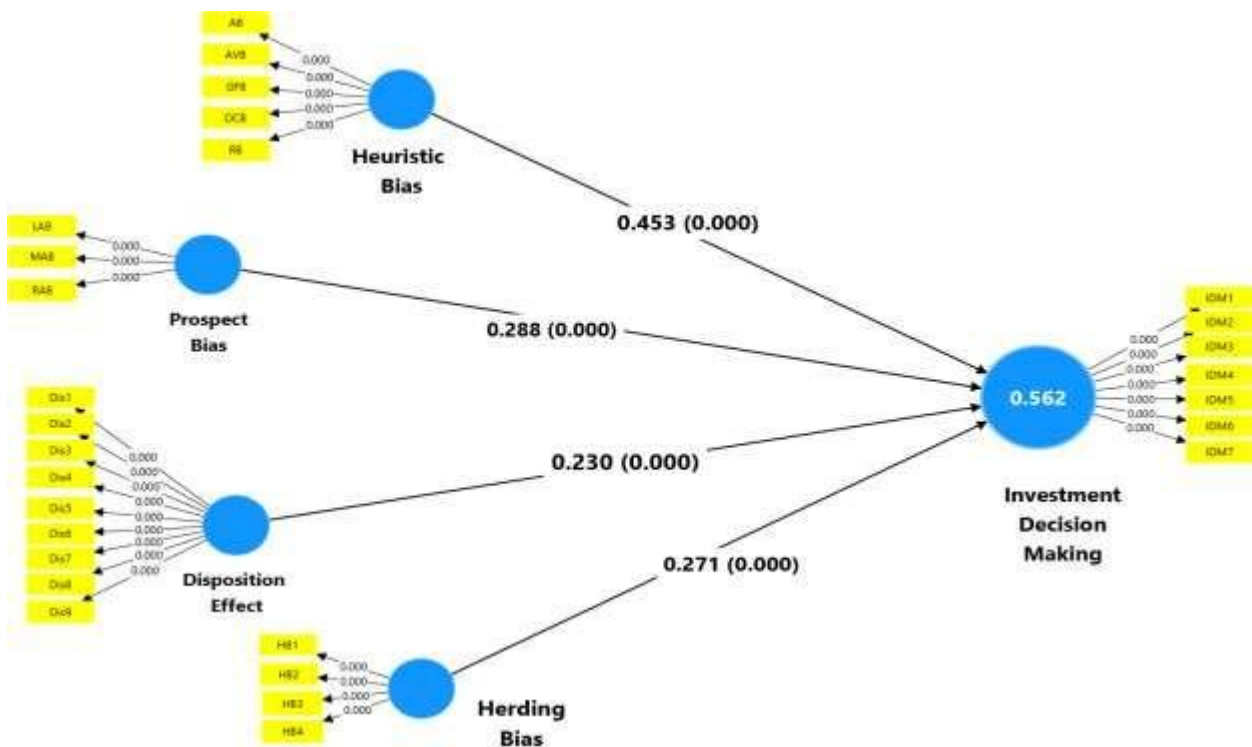 AB
0.000
AVB
0.000
0.000
OPB
0.000
OCB
0.000
RB
Heuristic
Bias
0.453 (0.000)
LAB
0.000
MAB
0.000
0.000
RAB
Prospect
Bias
0.288 (0.000)
IDM1
IDM2
IDM3
IDM4
IDM5
IDM6
IDM7
0.000
0.000
0.000
0.000
0.000
0.000
0.000
0.562
Investment
Decision
Making
Dis1
Dis2
Dis3
Dis4
Dis5
Dis6
Dis7
Dis8
Dis9
0.000
0.000
0.000
0.000
0.000
0.000
0.000
0.000
0.000
Disposition
Effect
0.230 (0.000)
0.271 (0.000)
HB1
HB2
HB3
HB4
0.000
0.000
0.000
0.000
Herding
Bias